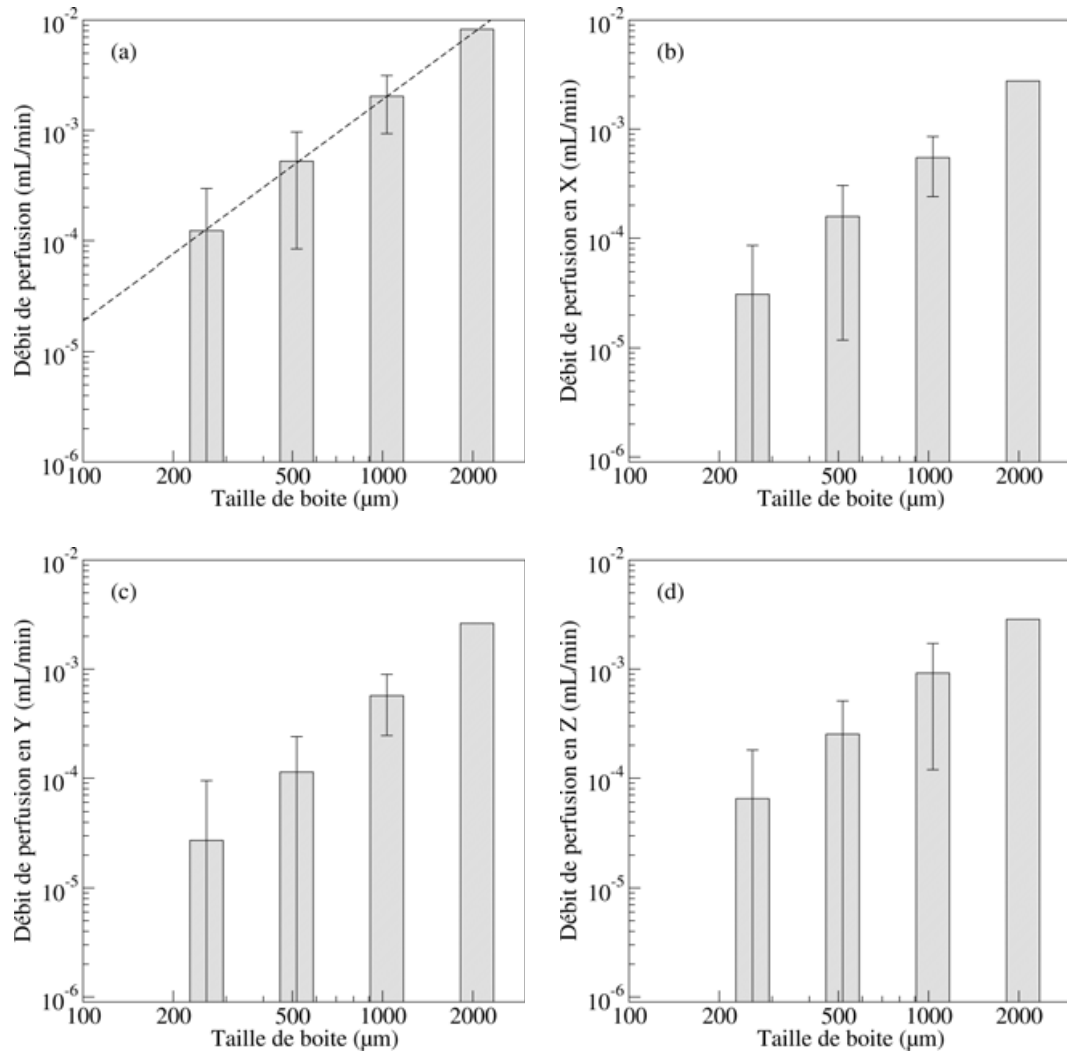 (a)
Débit de perfusion (mL/min)
10-2
10-3
10-4
10-5
10-6
100 200 500 1000 2000
Taille de boite (µm)
(b)
Débit de perfusion en X (mL/min)
10-2
10-3
10-4
10-5
10-6
100 200 500 1000 2000
Taille de boite (µm)
(c)
Débit de perfusion en Y (mL/min)
10-2
10-3
10-4
10-5
10-6
100 200 500 1000 2000
Taille de boite (µm)
(d)
Débit de perfusion en Z (mL/min)
10-2
10-3
10-4
10-5
10-6
100 200 500 1000 2000
Taille de boite (µm)